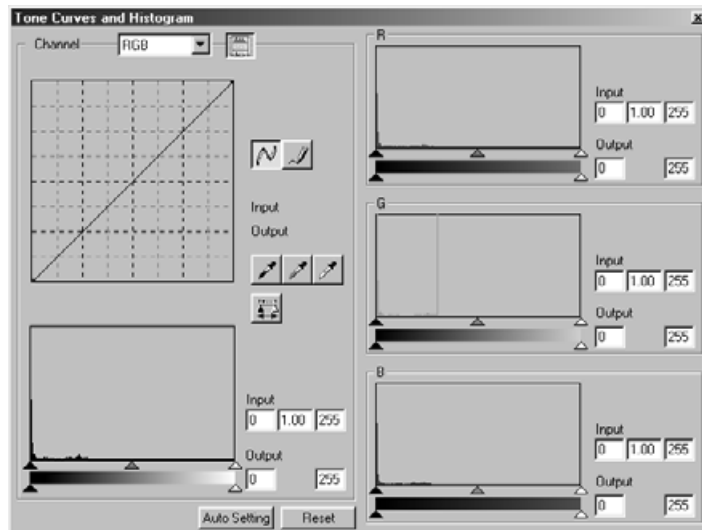 Tone Curves and Histogram
Channel RGB
Input
Output
Input
0 1.00 255
Output
0 255
Auto Setting Reset
R
Input
0 1.00 255
Output
0 255
G
Input
0 1.00 255
Output
0 255
B
Input
0 1.00 255
Output
0 255